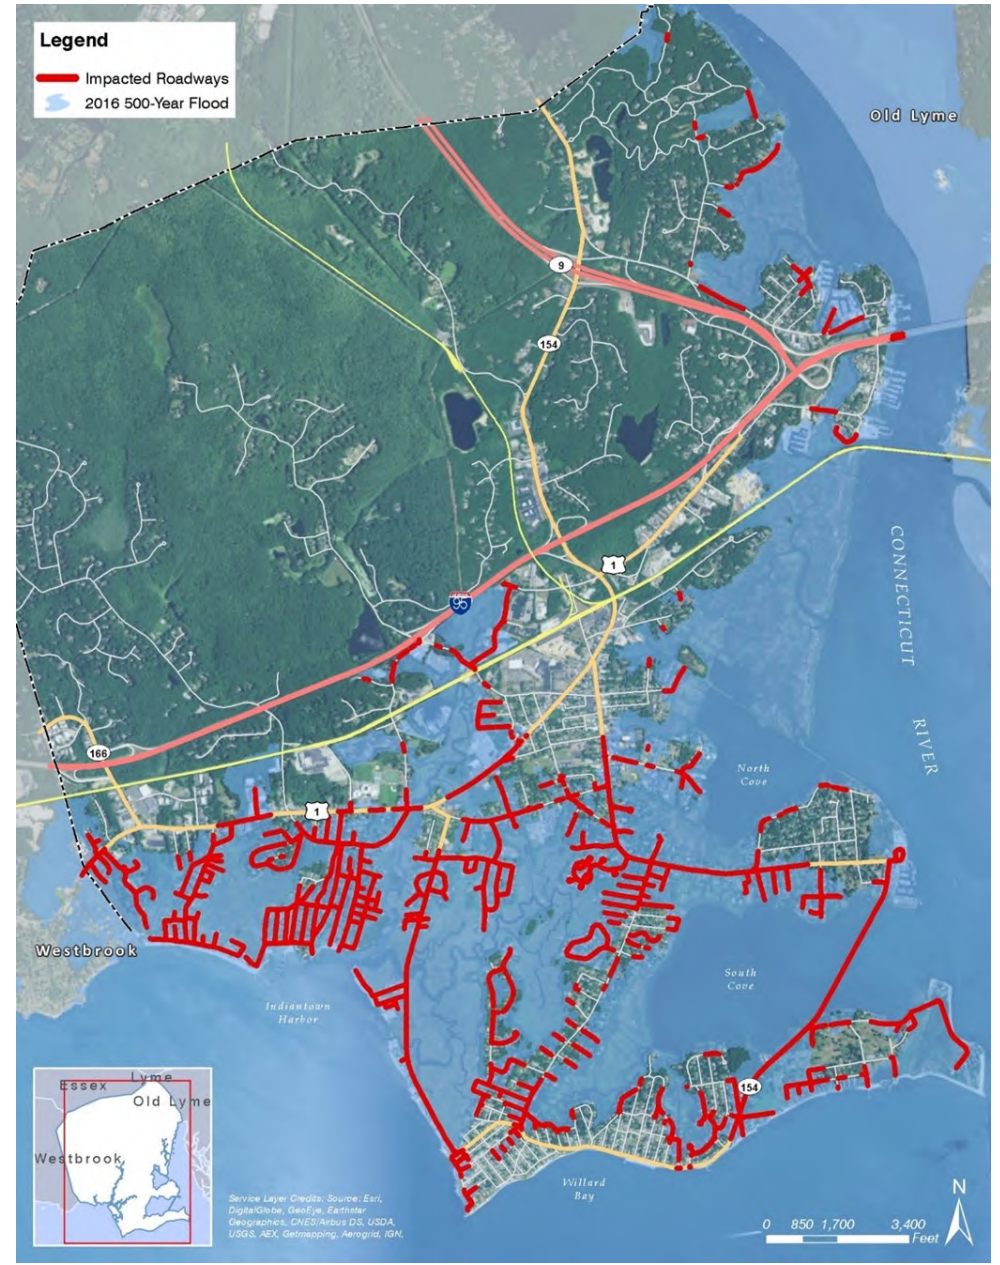 Legend
Impacted Roadways
2016 500-Year Flood
Old Lyme
9
154
1
95
CONNECTICUT
RIVER
166
North
Cove
1
Westbrook
South
Cove
Indiantown
Harbor
154
Willard
Bay
Lyme
Essex
Old Lyme
Westbrook
Service Layer Credits: Source: Esri,
DigitalGlobe, GeoEye, Earthstar
Geographics, CNES/Airbus DS, USDA,
USGS, AEX, Getmapping, Aerogrid, IGN,
N
0 850 1,700 3,400
Feet